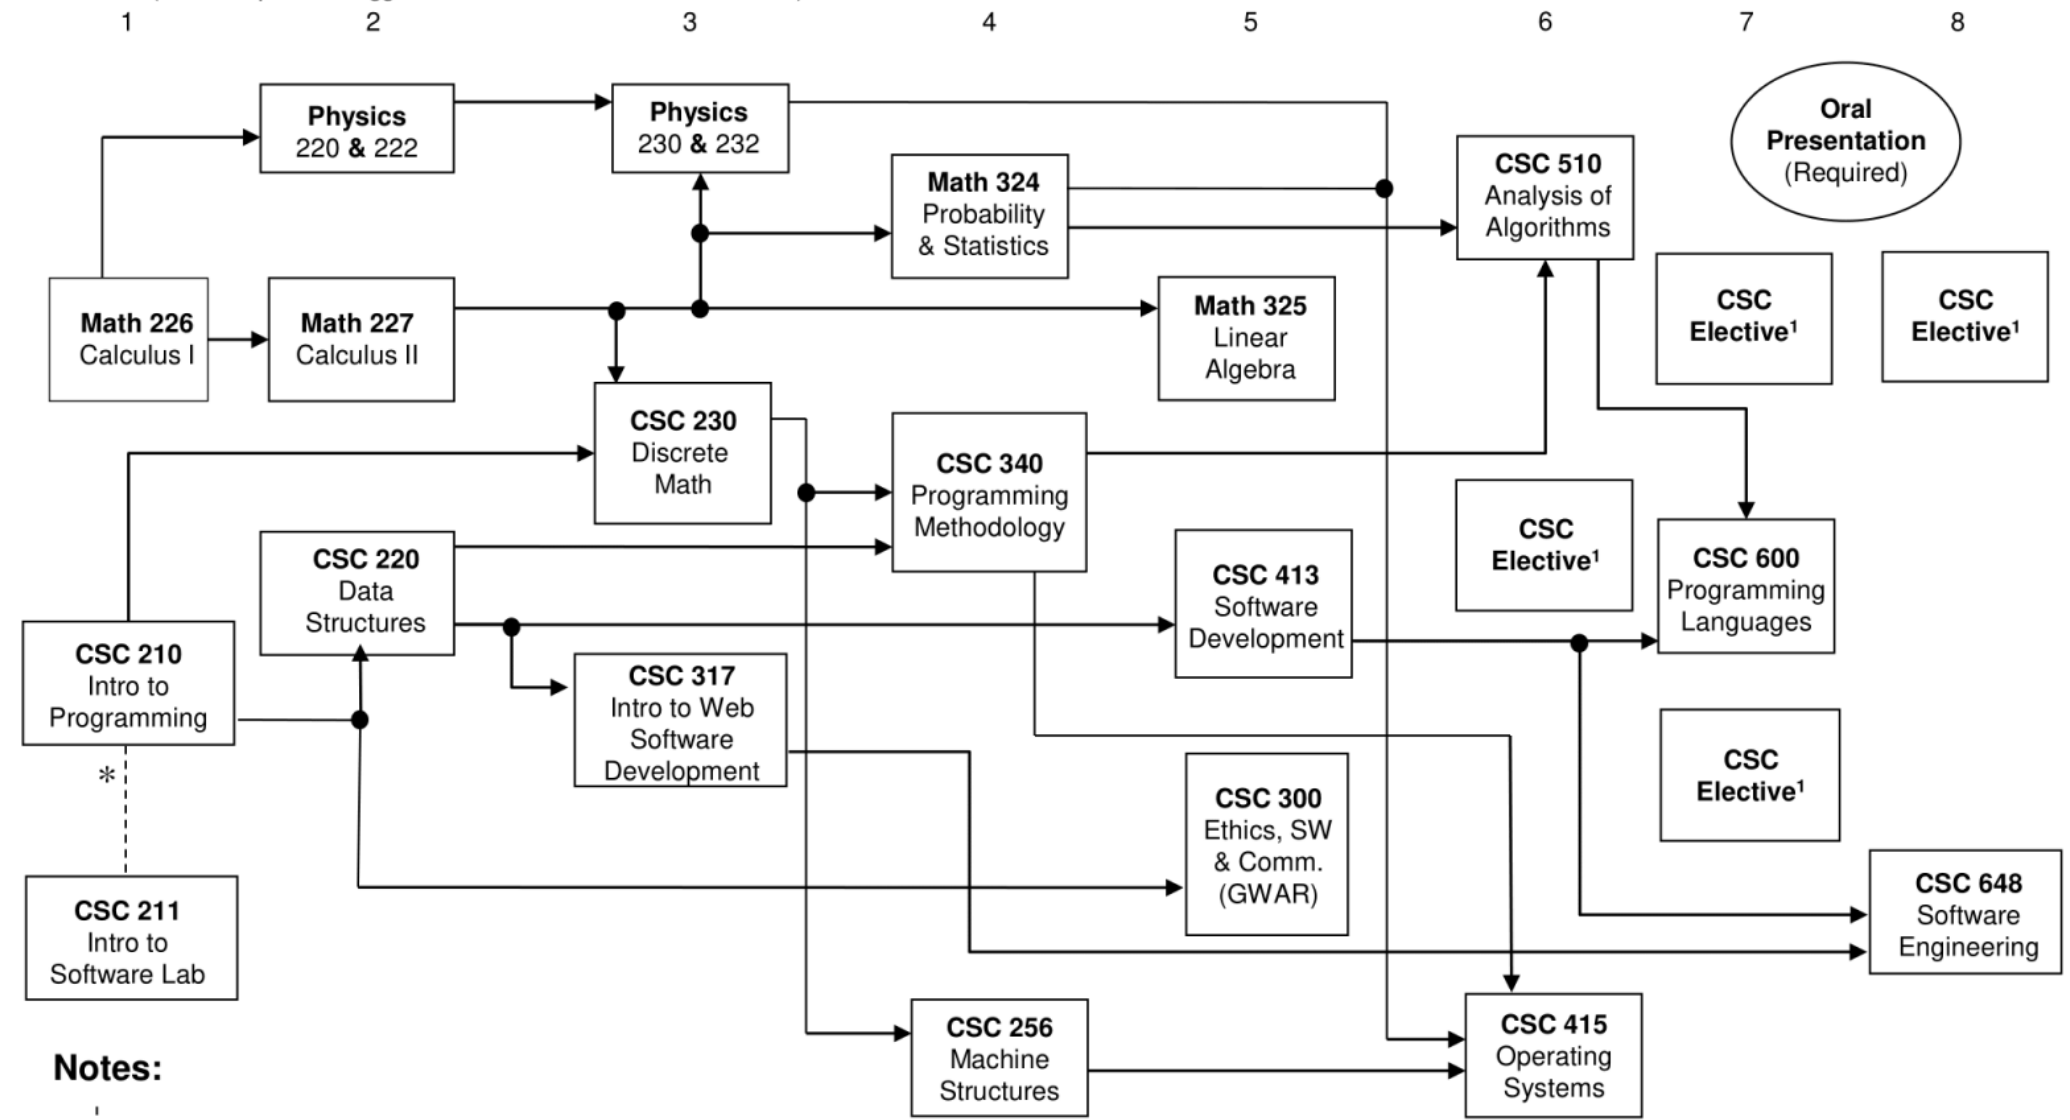 1 2 3 4 5 6 7 8
Physics
220 & 222
Physics
230 & 232
Oral
Presentation
(Required)
Math 324
Probability
& Statistics
CSC 510
Analysis of
Algorithms
Math 226
Calculus I
Math 227
Calculus II
Math 325
Linear
Algebra
CSC
Elective¹
CSC
Elective¹
CSC 230
Discrete
Math
CSC 340
Programming
Methodology
CSC
Elective¹
CSC 220
Data
Structures
CSC 413
Software
Development
CSC 600
Programming
Languages
CSC 210
Intro to
Programming
CSC 317
Intro to Web
Software
Development
*
CSC 300
Ethics, SW
& Comm.
(GWAR)
CSC
Elective¹
CSC 211
Intro to
Software Lab
CSC 648
Software
Engineering
CSC 256
Machine
Structures
CSC 415
Operating
Systems
Notes: